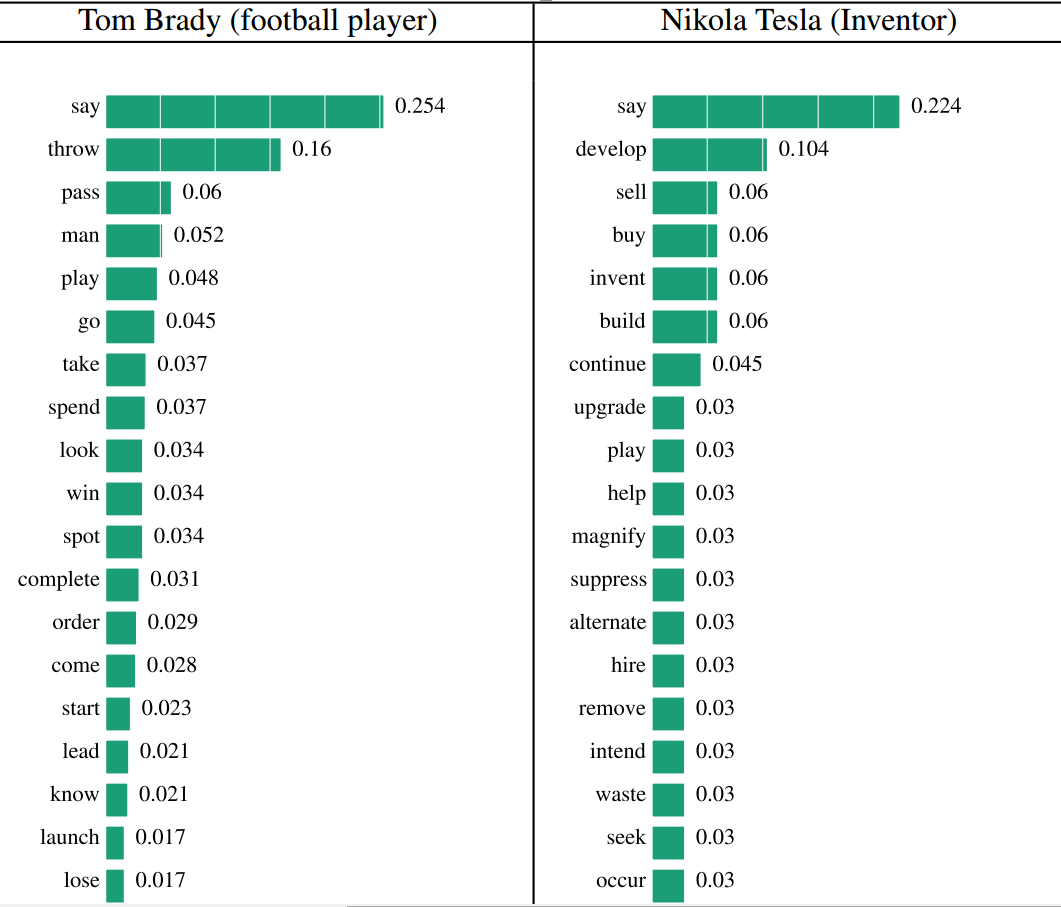 Tom Brady (football player)
say 0.254
throw 0.16
pass 0.06
man 0.052
play 0.048
go 0.045
take 0.037
spend 0.037
look 0.034
win 0.034
spot 0.034
complete 0.031
order 0.029
come 0.028
start 0.023
lead 0.021
know 0.021
launch 0.017
lose 0.017
Nikola Tesla (Inventor)
say 0.224
develop 0.104
sell 0.06
buy 0.06
invent 0.06
build 0.06
continue 0.045
upgrade 0.03
play 0.03
help 0.03
magnify 0.03
suppress 0.03
alternate 0.03
hire 0.03
remove 0.03
intend 0.03
waste 0.03
seek 0.03
occur 0.03